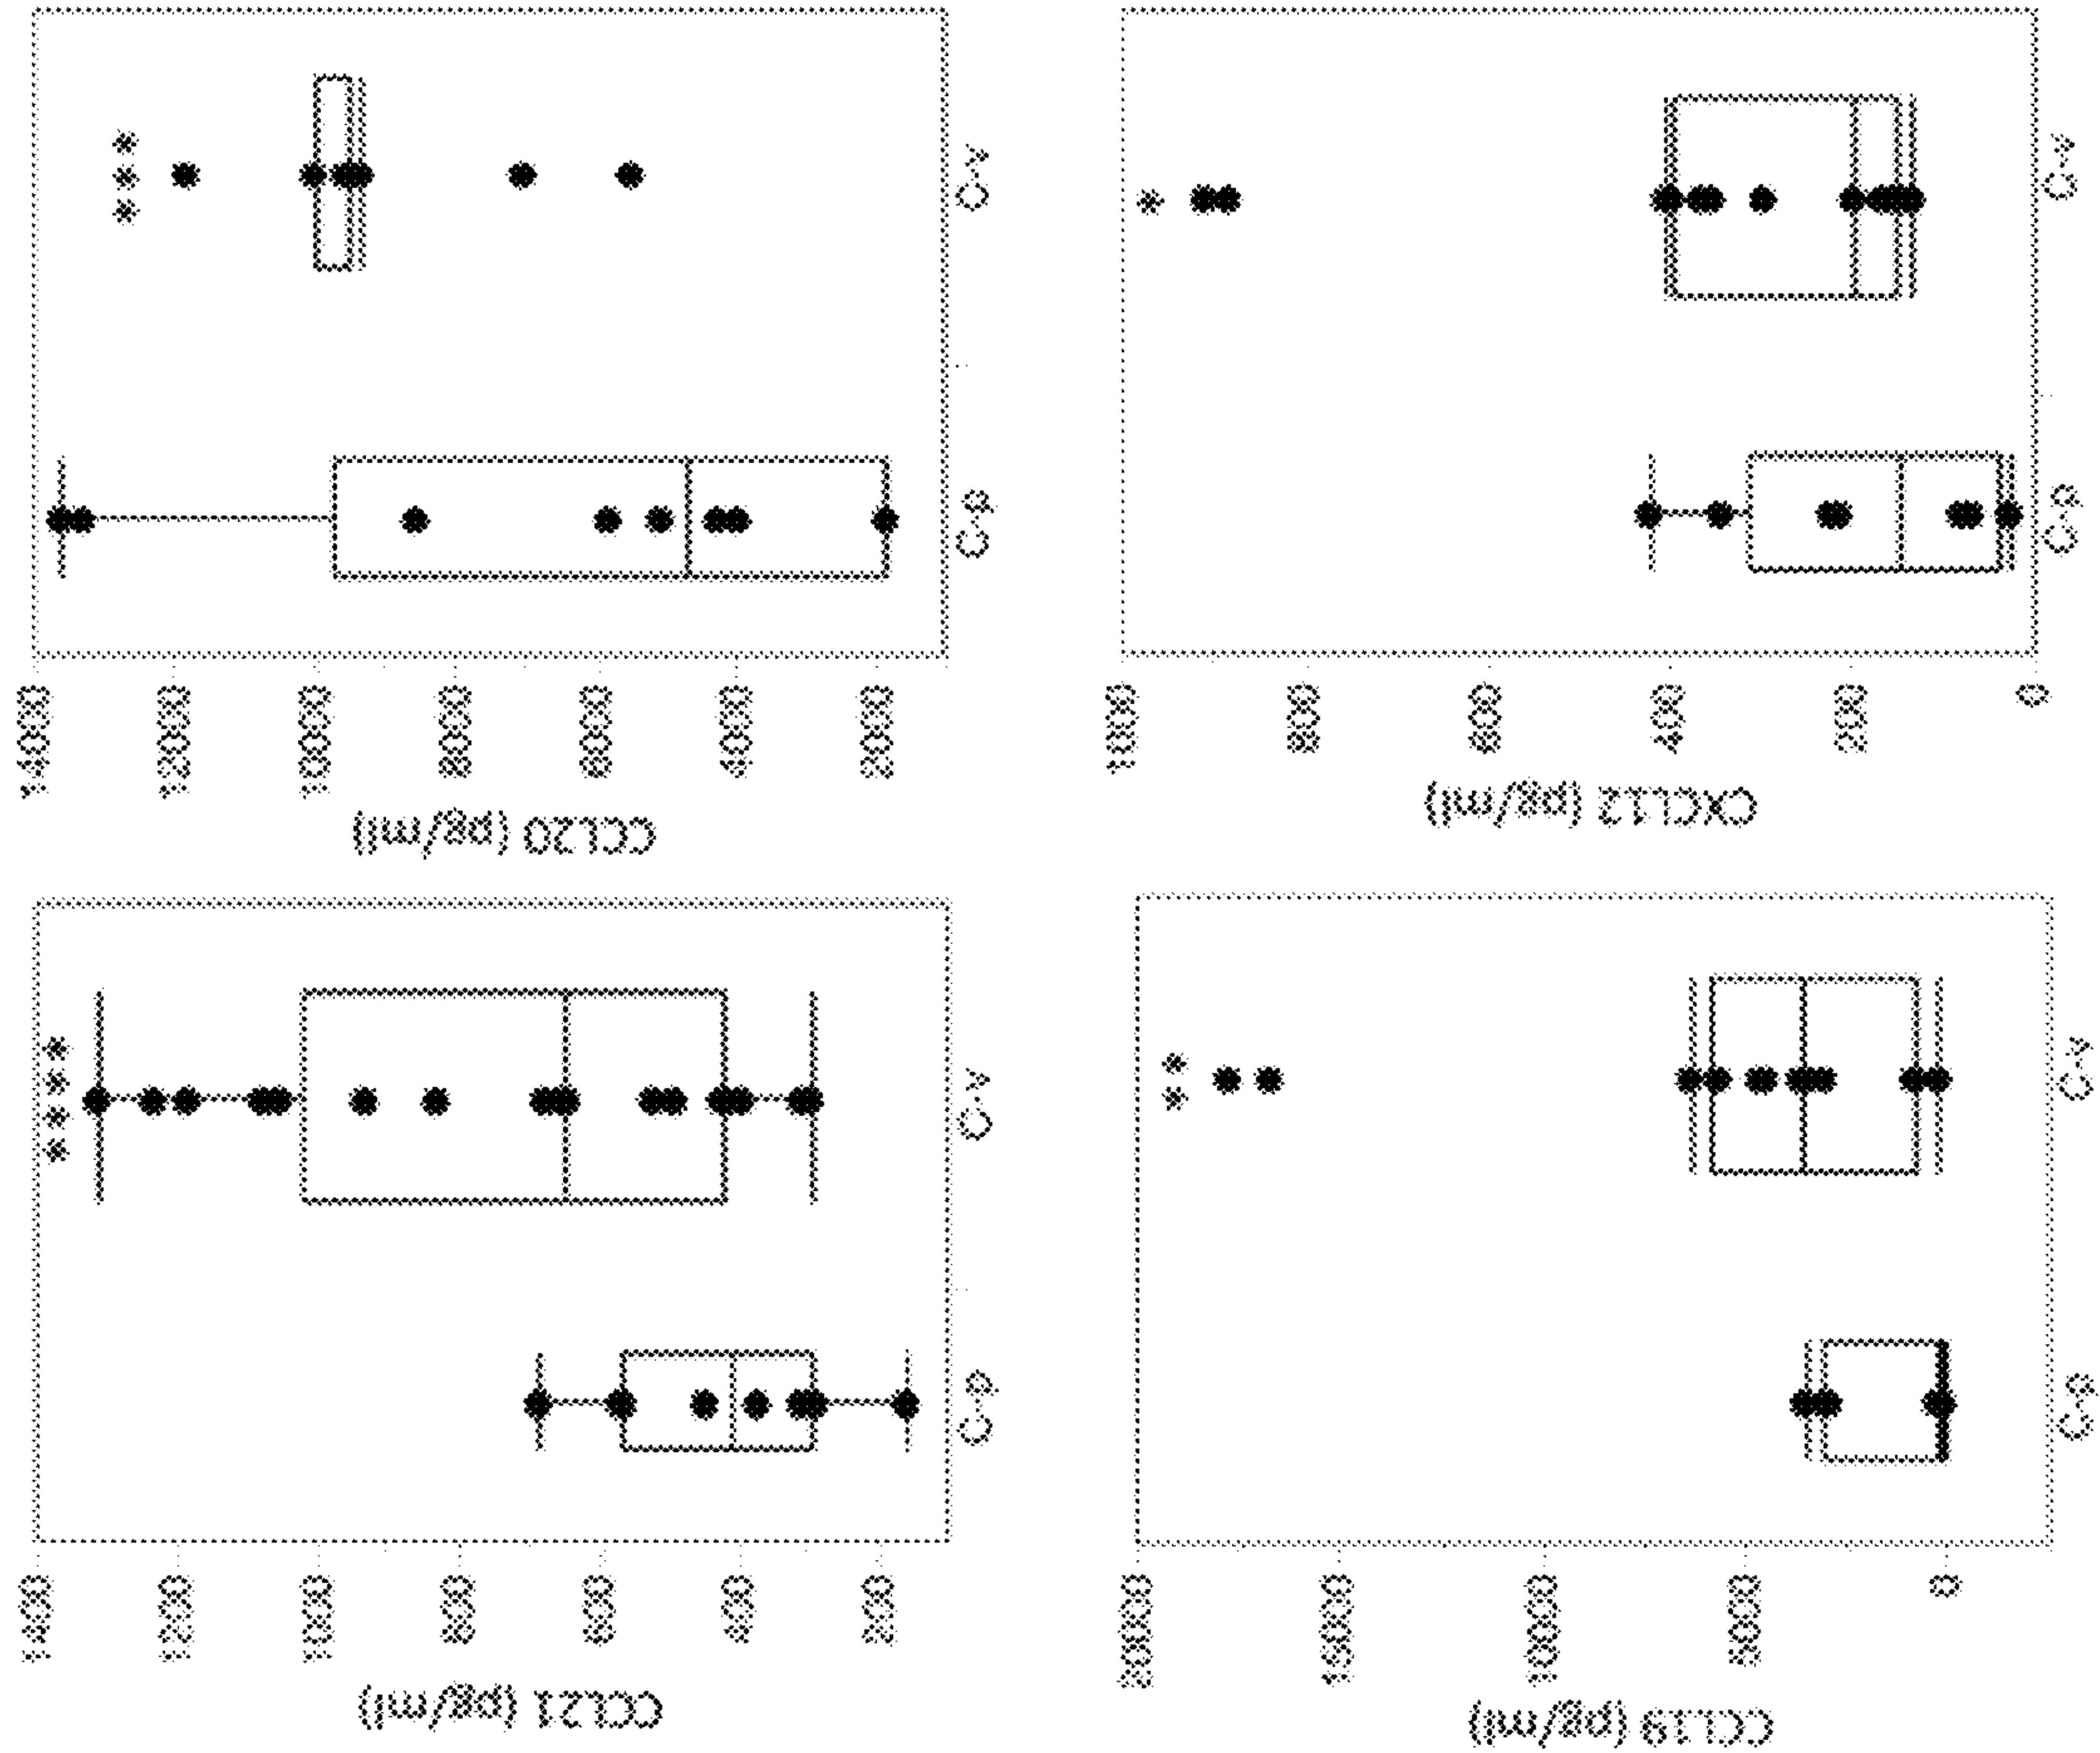 CCL21 (pg/ml)
1400
1200
1000
800
600
400
200
****
C-p
C-v
CCL20 (pg/ml)
14000
12000
10000
8000
6000
4000
2000
***
C-p
C-v
CCL19 (pg/ml)
20000
15000
10000
5000
0
**
C-p
C-v
CXCL12 (pg/ml)
1000
800
600
400
200
0
*
C-p
C-v